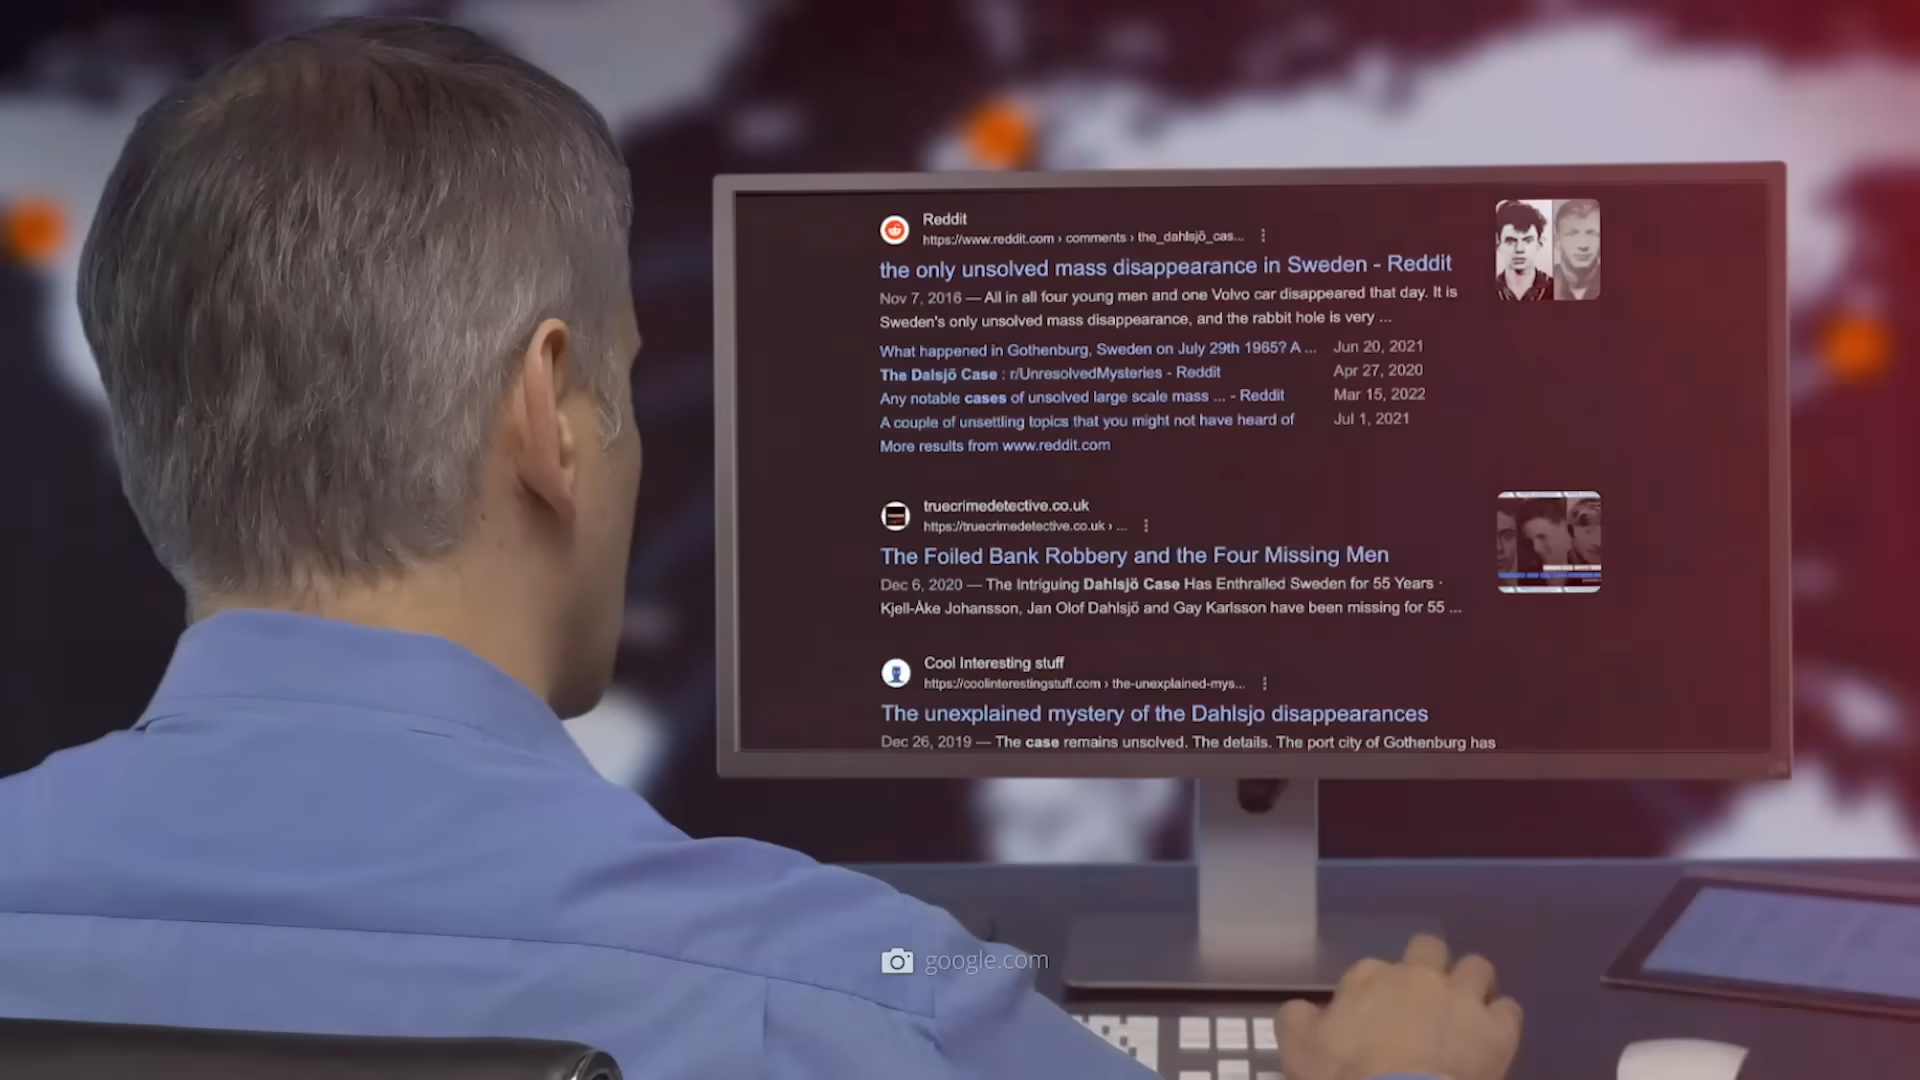 Reddit
https://www.reddit.com › comments › the_dahlsjö_cas...
the only unsolved mass disappearance in Sweden - Reddit
Nov 7, 2016 — All in all four young men and one Volvo car disappeared that day. It is
Sweden's only unsolved mass disappearance, and the rabbit hole is very ...
What happened in Gothenburg, Sweden on July 29th 1965? A ... Jun 20, 2021
The Dalsjö Case : r/UnresolvedMysteries - Reddit Apr 27, 2020
Any notable cases of unsolved large scale mass ... - Reddit Mar 15, 2022
A couple of unsettling topics that you might not have heard of Jul 1, 2021
More results from www.reddit.com
truecrimedetective.co.uk
https://truecrimedetective.co.uk › ...
The Foiled Bank Robbery and the Four Missing Men
Dec 6, 2020 — The Intriguing Dahlsjö Case Has Enthralled Sweden for 55 Years ·
Kjell-Åke Johansson, Jan Olof Dahlsjö and Gay Karlsson have been missing for 55 ...
Cool Interesting stuff
https://coolinterestingstuff.com › the-unexplained-mys...
The unexplained mystery of the Dahlsjo disappearances
Dec 26, 2019 — The case remains unsolved. The details. The port city of Gothenburg has
google.com